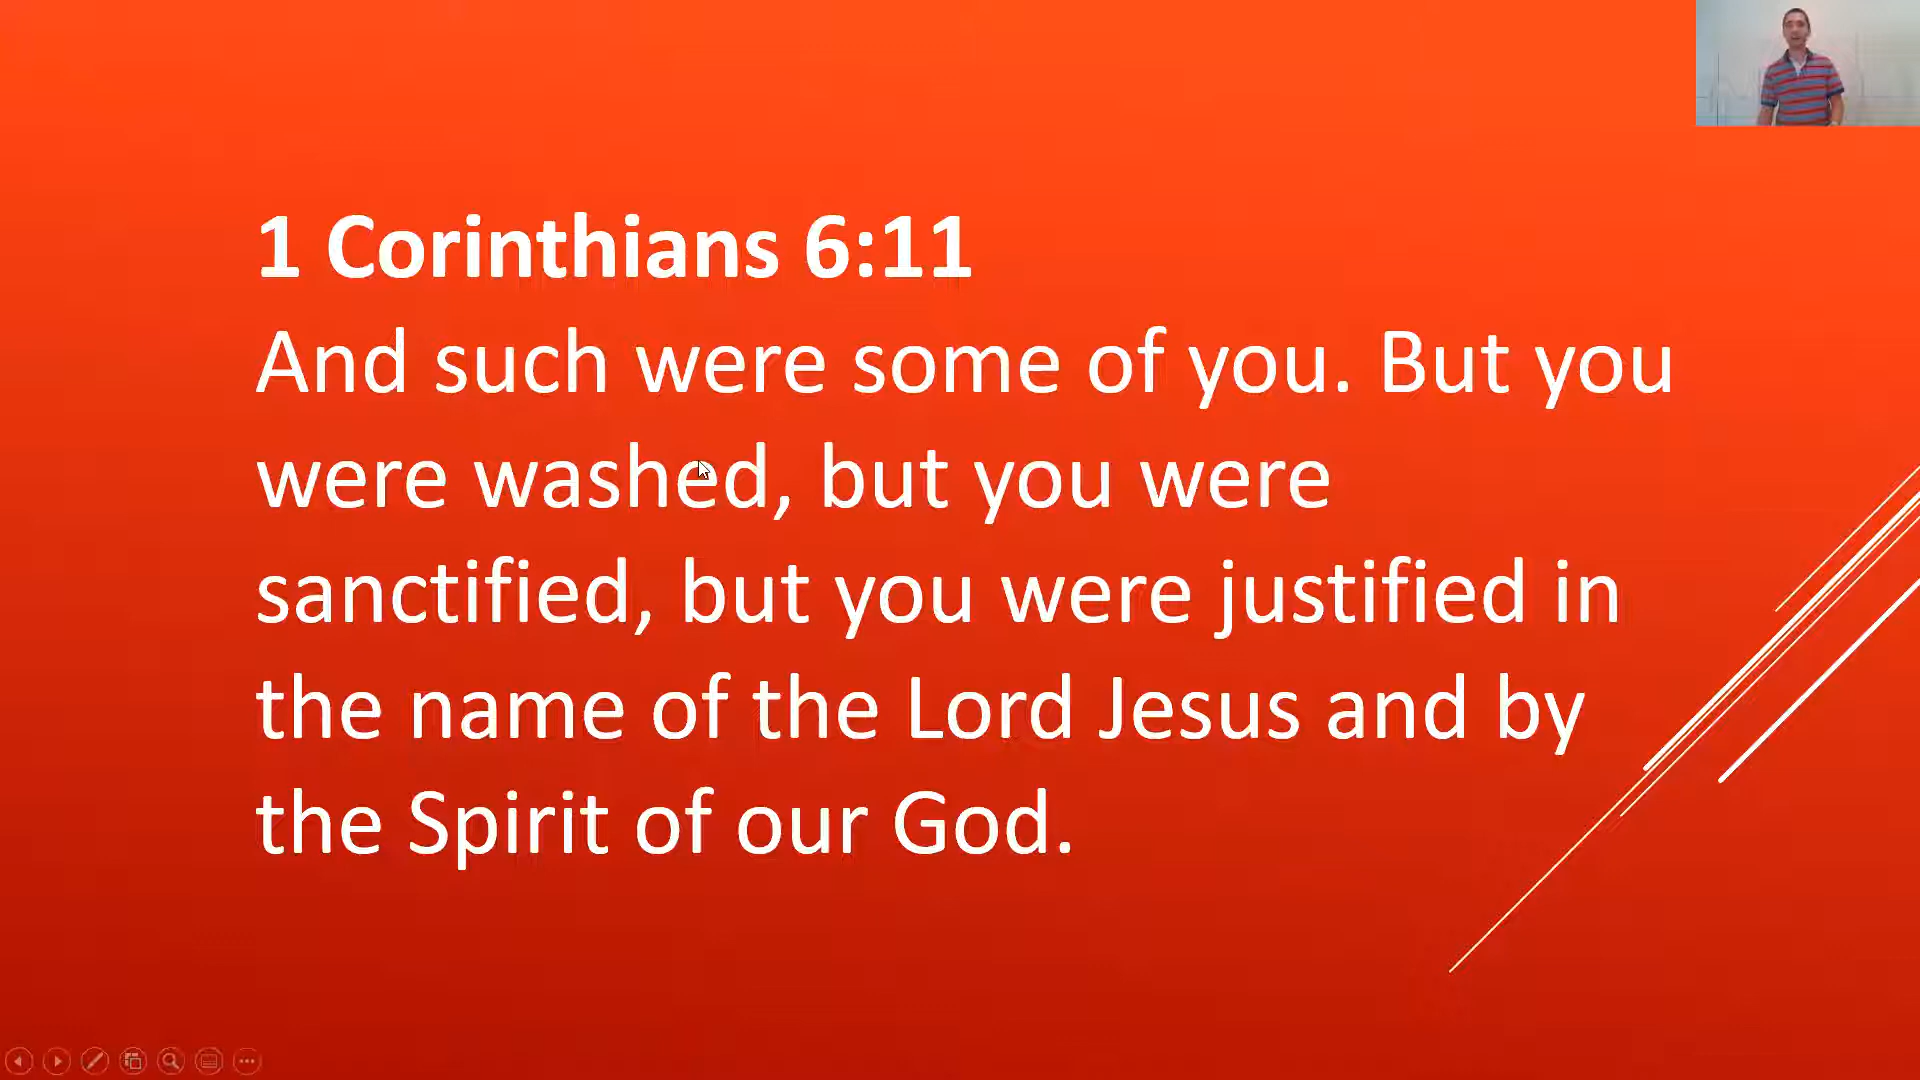 1 Corinthians 6:11
And such were some of you. But you
were washed, but you were
sanctified, but you were justified in
the name of the Lord Jesus and by
the Spirit of our God.